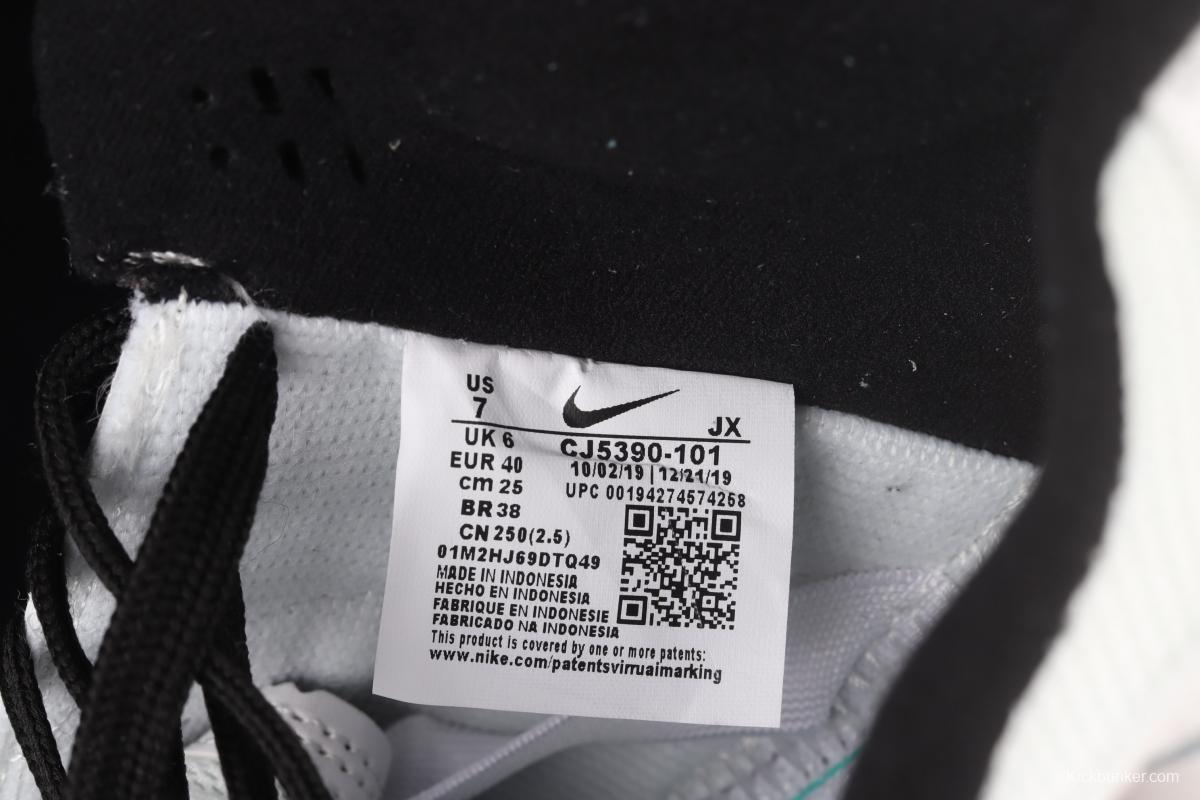 US
7
JX
UK 6
CJ5390-101
EUR 40
10/02/19 | 12/21/19
cm 25
UPC 00194274574268
BR 38
CN 250(2.5)
01M2HJ69DTQ49
MADE IN INDONESIA
HECHO EN INDONESIA
FABRIQUE EN INDONESIE
FABRICADO NA INDONESIA
This product is covered by one or more patents:
www.nike.com/patentsvirruaimarking
Kickbunker.com